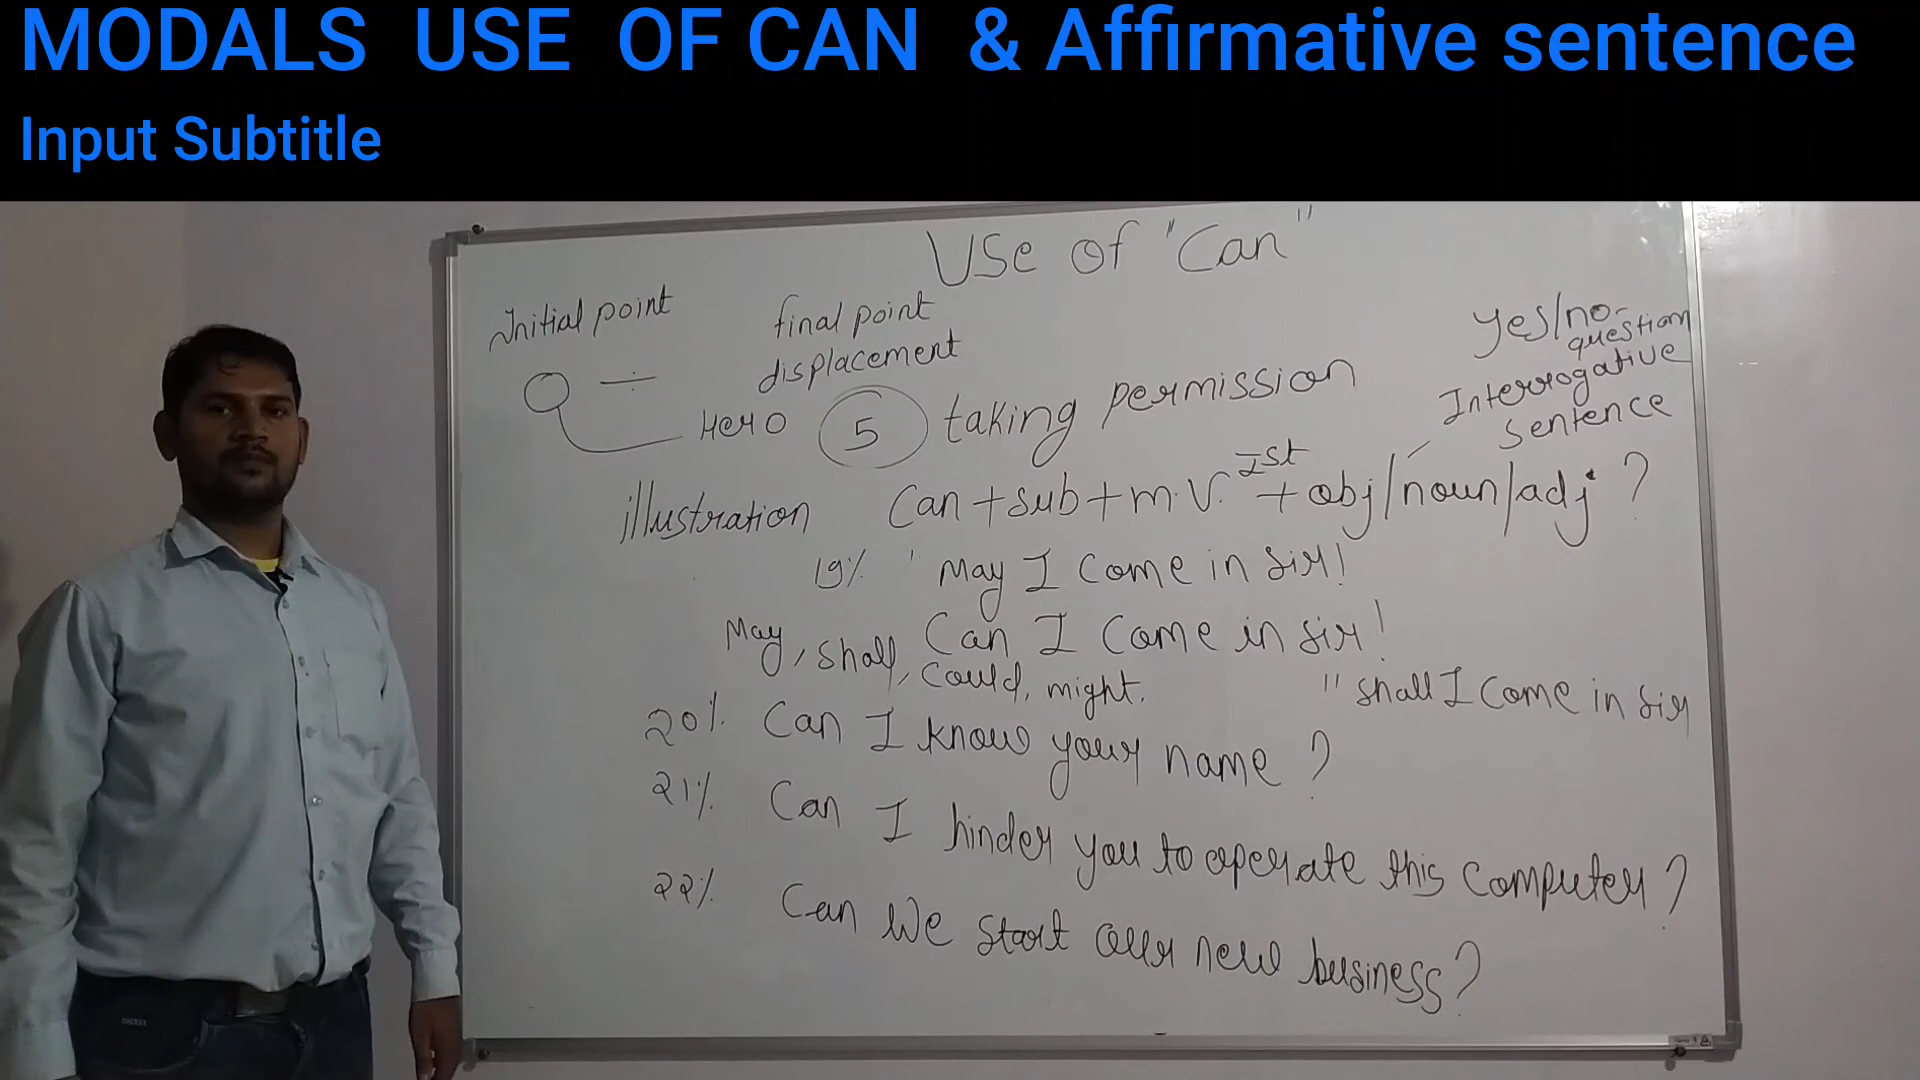 MODALS USE OF CAN & Affirmative sentence
Input Subtitle
Use of "Can"
Initial point
final point
displacement
Hero
5 taking permission
yes/no-
question
Interrogative
sentence
illustration Can + sub + m.V. Ist + obj/noun/adj ?
19% " May I Come in sir!
Can I Come in sir!
May, shall, Could, might.
" shall I Come in sir
20% Can I know your name ?
21% Can I hinder you to operate this Computer ?
22% Can We start our new business ?
DIESEL